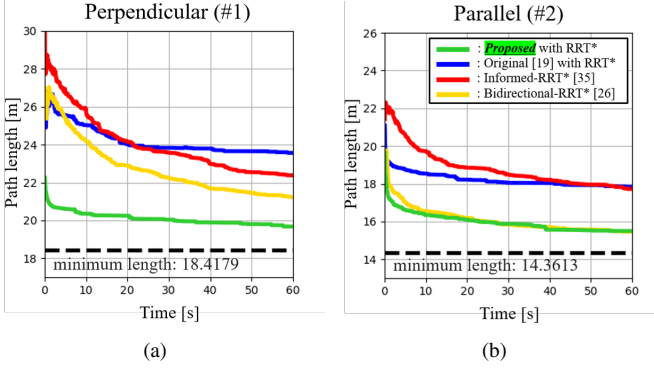 Perpendicular (#1)
Path length [m]
30
28
26
24
22
20
18
minimum length: 18.4179
0
10
20
30
40
50
60
Time [s]
(a)
Parallel (#2)
Path length [m]
26
24
22
20
18
16
14
: Proposed with RRT*
: Original [19] with RRT*
: Informed-RRT* [35]
: Bidirectional-RRT* [26]
minimum length: 14.3613
0
10
20
30
40
50
60
Time [s]
(b)